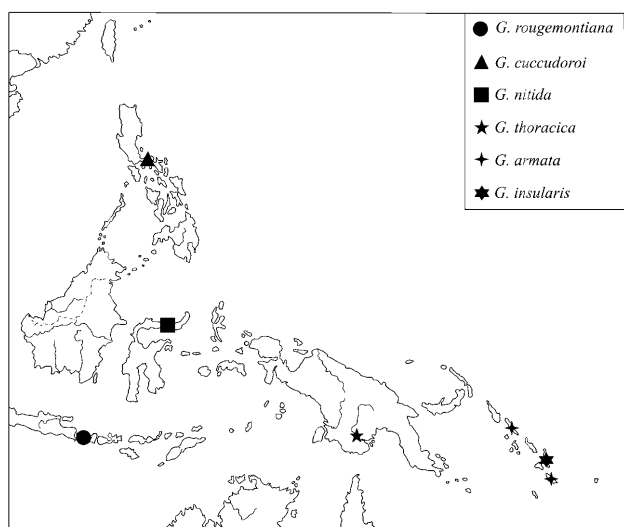 G. rougemontiana
G. cuccudoroi
G. nitida
G. thoracica
G. armata
G. insularis